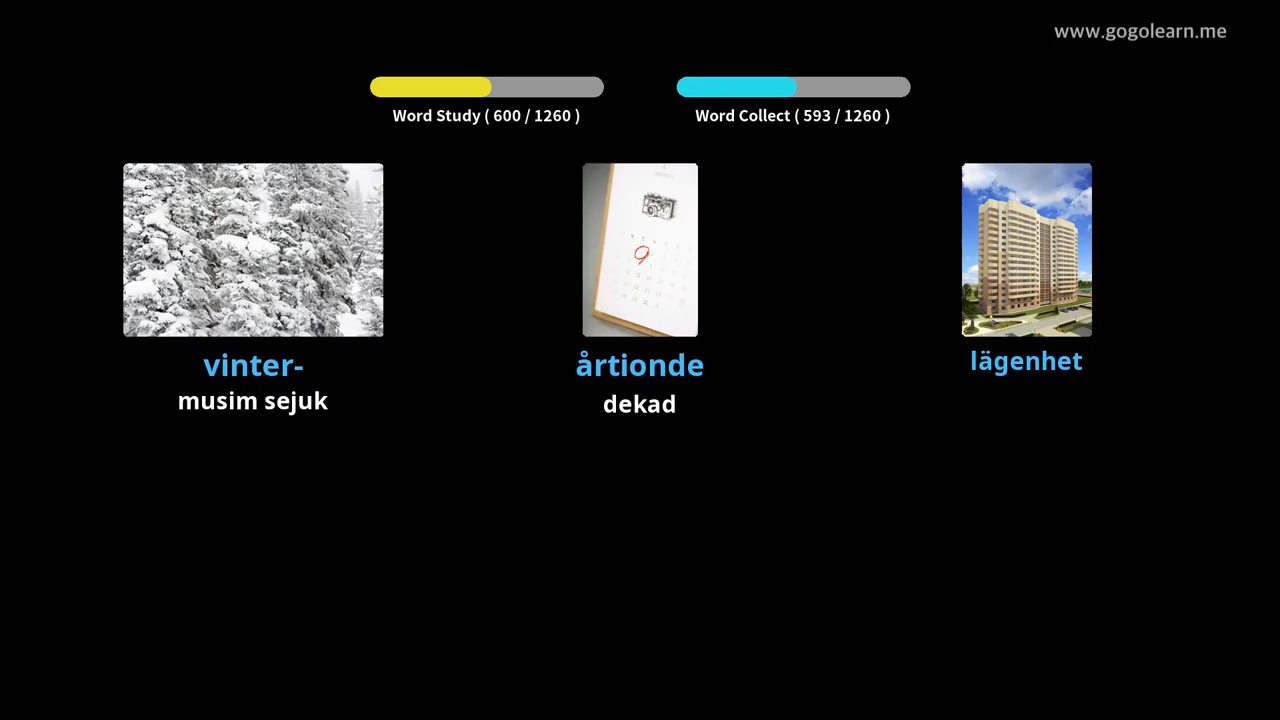 www.gogolearn.me
Word Study ( 600 / 1260 )
Word Collect ( 593 / 1260 )
vinter-
musim sejuk
årtionde
dekad
lägenhet